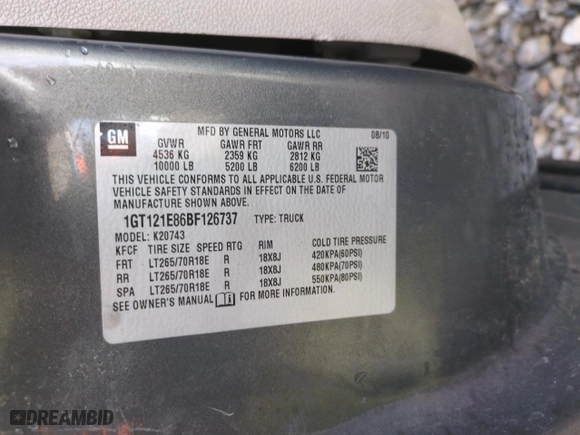 GM
MFD BY GENERAL MOTORS LLC
08/10
GVWR GAWR FRT GAWR RR
4536 KG 2359 KG 2812 KG
10000 LB 5200 LB 6200 LB
THIS VEHICLE CONFORMS TO ALL APPLICABLE U.S. FEDERAL MOTOR
VEHICLE SAFETY STANDARDS IN EFFECT ON THE DATE OF
MANUFACTURE SHOWN ABOVE.
1GT121E86BF126737 TYPE: TRUCK
MODEL: K20743
KFCF TIRE SIZE SPEED RTG RIM COLD TIRE PRESSURE
FRT LT265/70R18E R 18X8J 420KPA(60PSI)
RR LT265/70R18E R 18X8J 480KPA(70PSI)
SPA LT265/70R18E R 18X8J 550KPA(80PSI)
SEE OWNER'S MANUAL FOR MORE INFORMATION.
DREAMBID